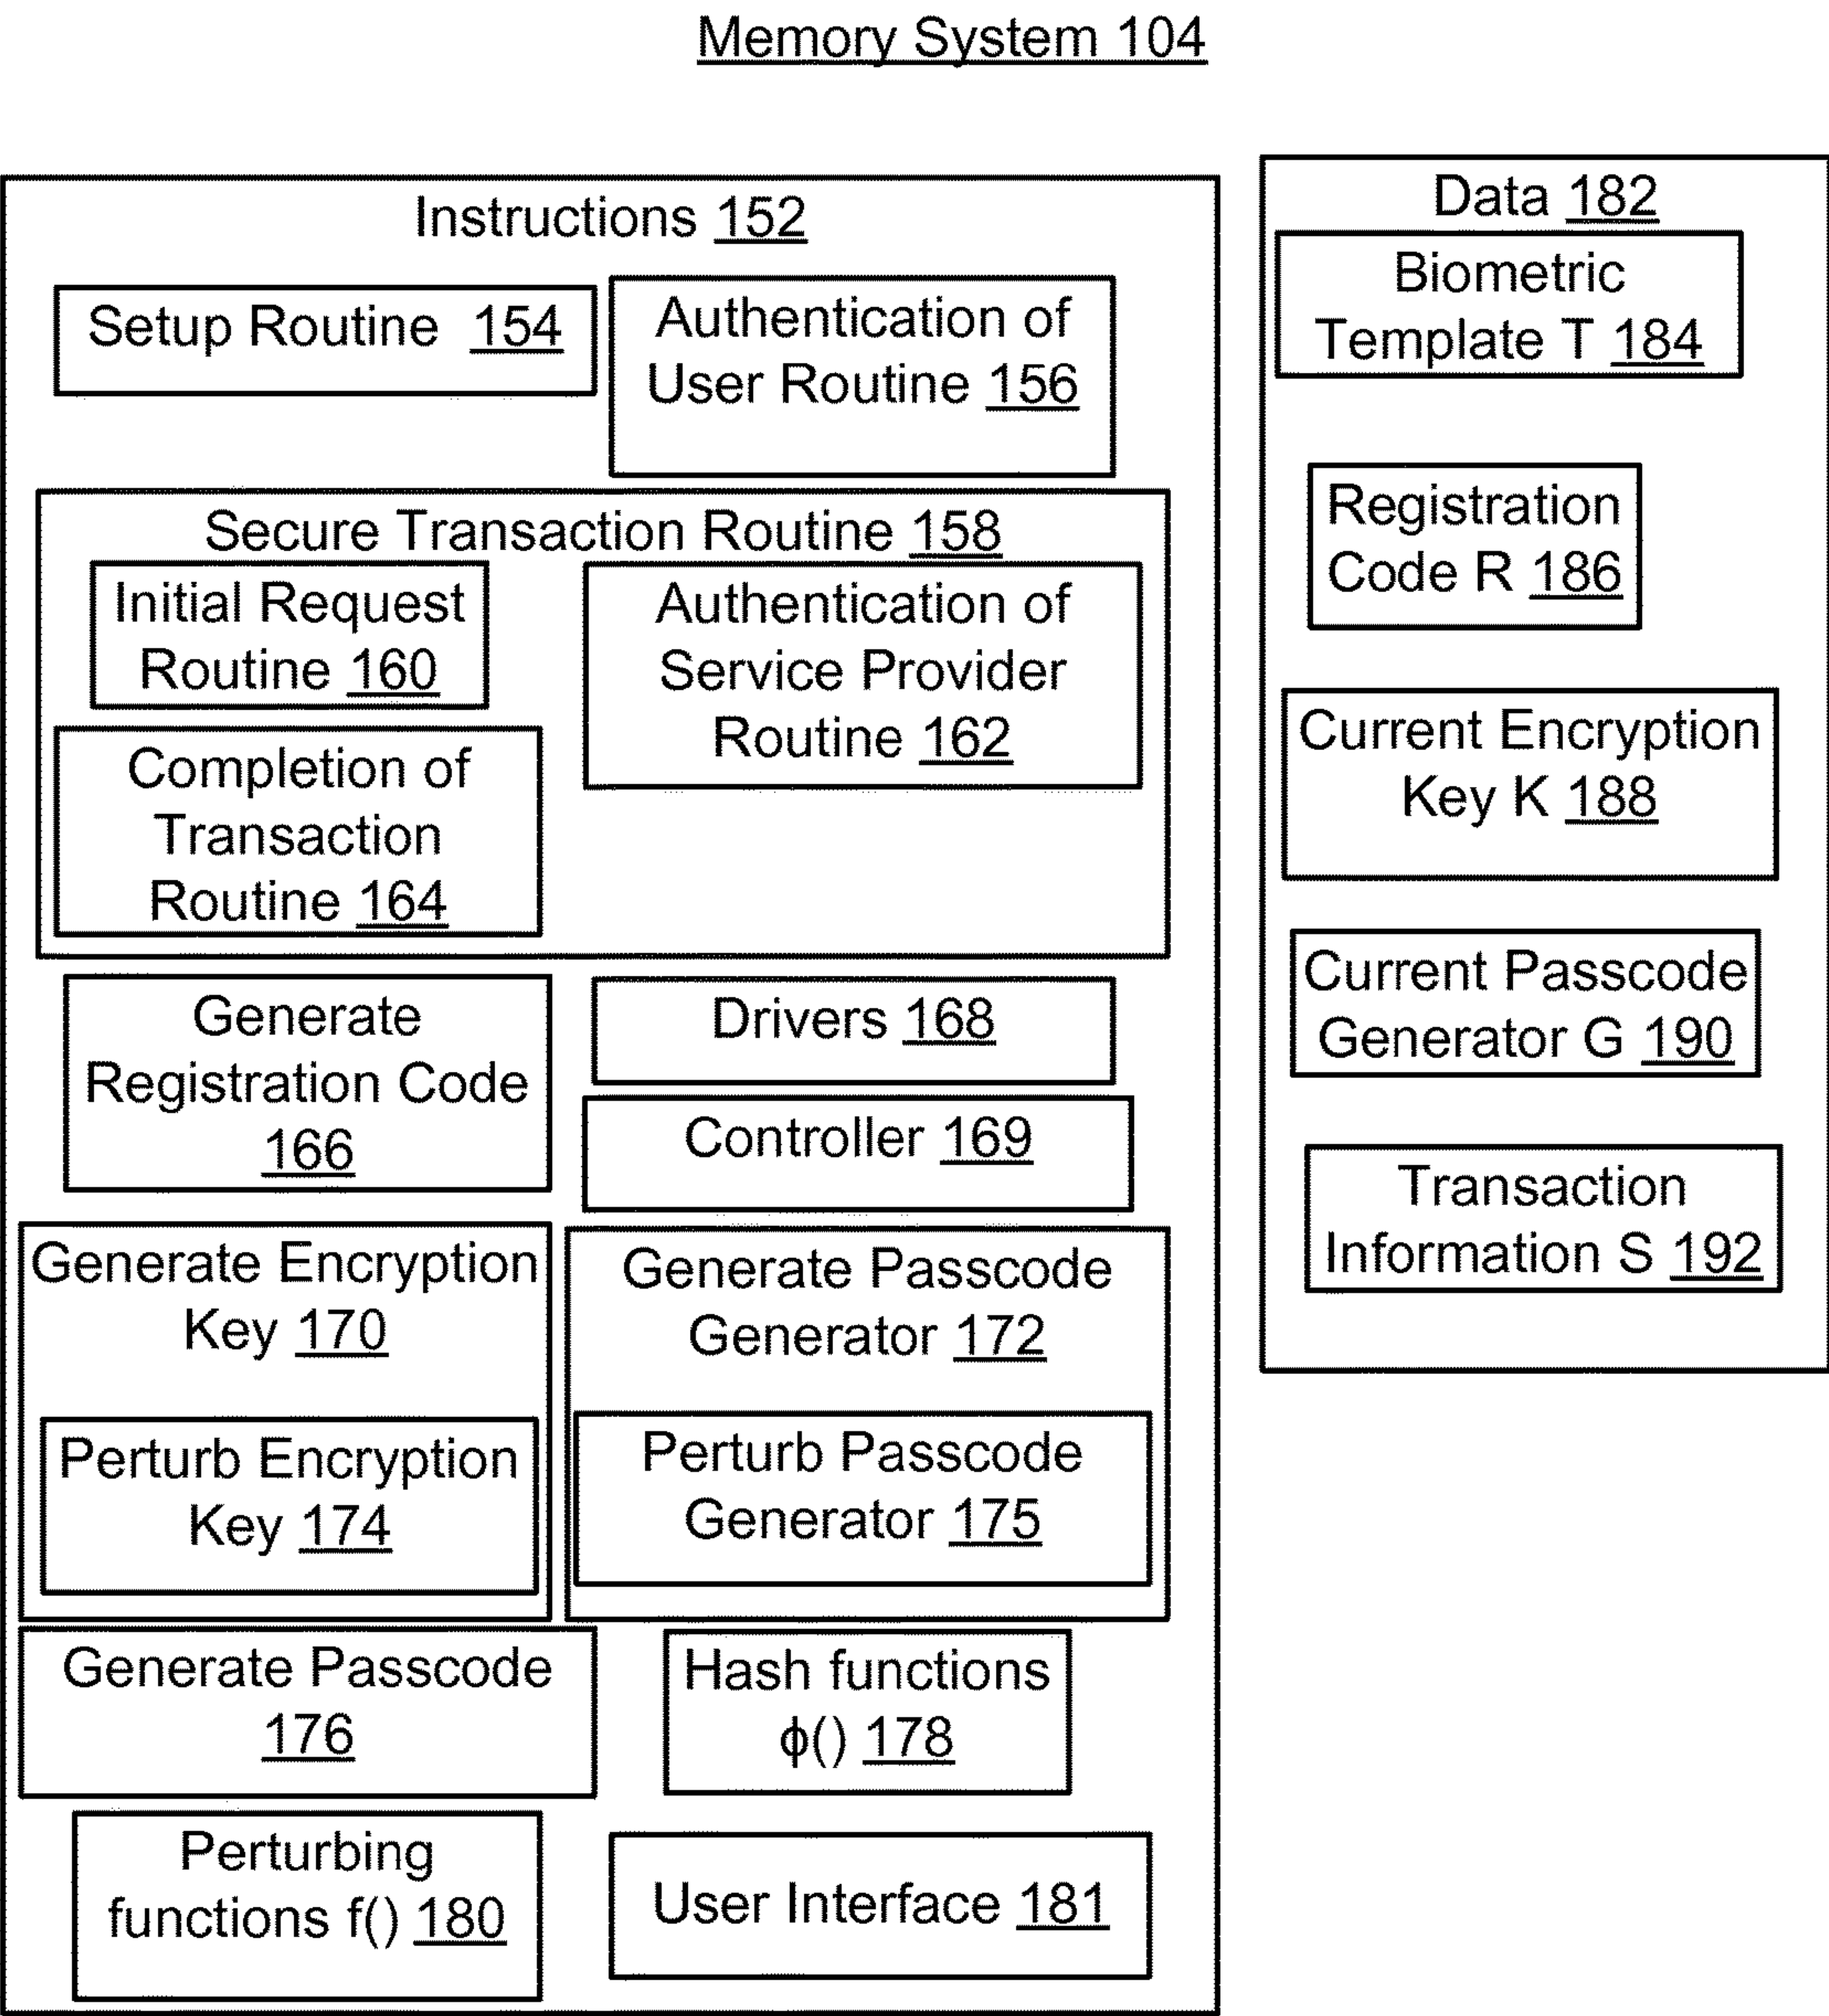 Memory System 104
Instructions 152
Setup Routine 154
Authentication of
User Routine 156
Secure Transaction Routine 158
Initial Request
Routine 160
Authentication of
Service Provider
Routine 162
Completion of
Transaction
Routine 164
Generate
Registration Code
166
Drivers 168
Controller 169
Generate Encryption
Key 170
Perturb Encryption
Key 174
Generate Passcode
Generator 172
Perturb Passcode
Generator 175
Generate Passcode
176
Hash functions
ϕ() 178
Perturbing
functions f() 180
User Interface 181
Data 182
Biometric
Template T 184
Registration
Code R 186
Current Encryption
Key K 188
Current Passcode
Generator G 190
Transaction
Information S 192